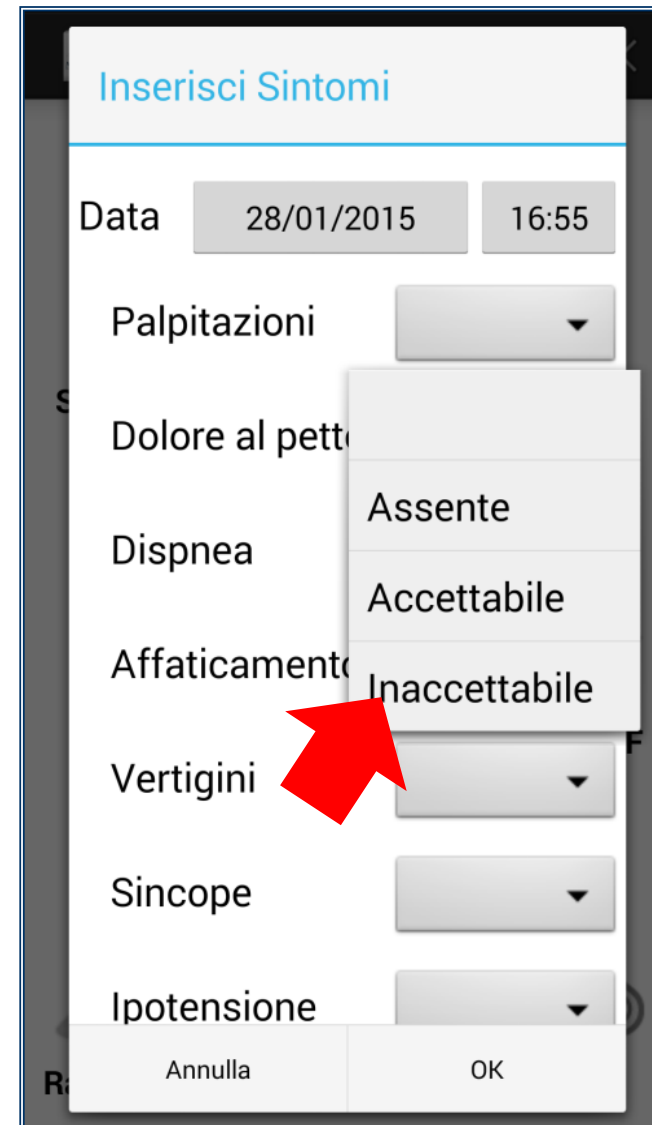 Inserisci Sintomi
Data 28/01/2015 16:55
Palpitazioni
Dolore al pett
Assente
Dispnea
Accettabile
Affaticamento
Inaccettabile
F
Vertigini
Sincope
Ipotensione
Annulla OK